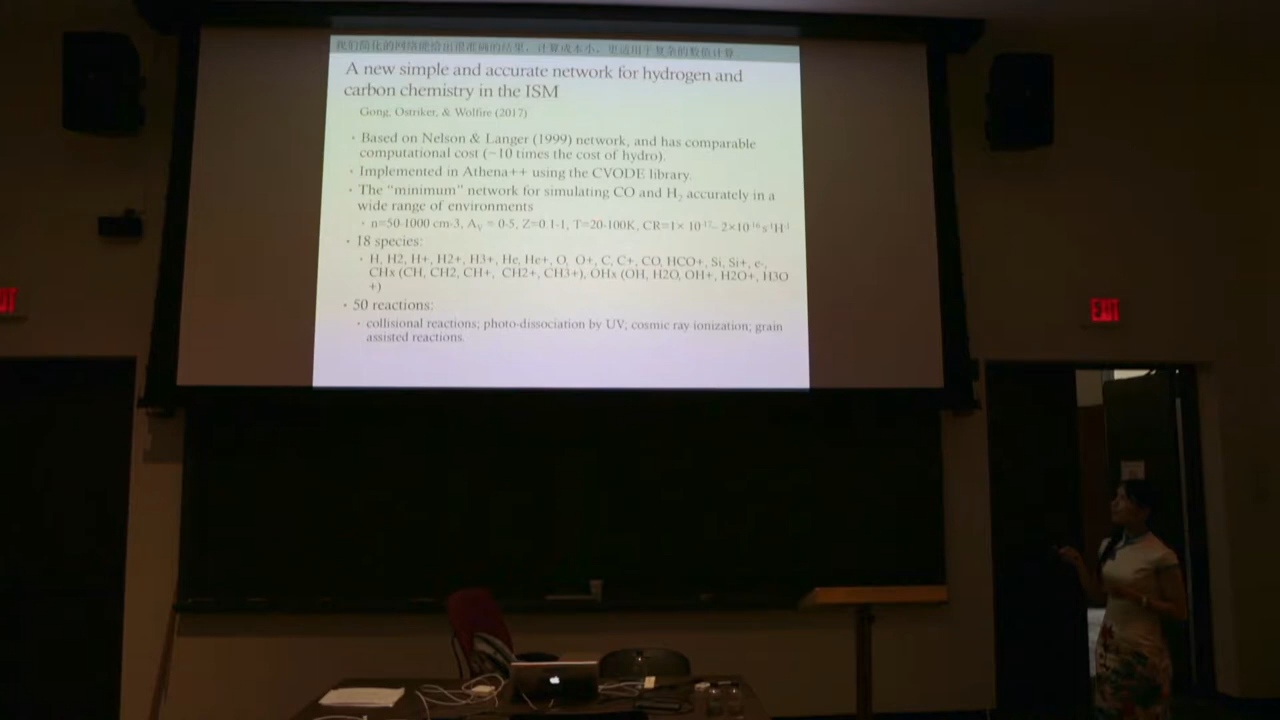 我们简化的网络能给出很准确的结果，计算成本小，更适用于复杂的数值计算
A new simple and accurate network for hydrogen and
carbon chemistry in the ISM
Gong, Ostriker, & Wolfire (2017)
• Based on Nelson & Langer (1999) network, and has comparable
computational cost (~10 times the cost of hydro).
• Implemented in Athena++ using the CVODE library.
• The "minimum" network for simulating CO and H₂ accurately in a
wide range of environments
• n=50-1000 cm-3, Aᵥ = 0-5, Z=0.1-1, T=20-100K, CR=1× 10⁻¹⁷- 2×10⁻¹⁶ s⁻¹H⁻¹
• 18 species:
• H, H2, H+, H2+, H3+, He, He+, O, O+, C, C+, CO, HCO+, Si, Si+, e-,
CHx (CH, CH2, CH+, CH2+, CH3+), OHx (OH, H2O, OH+, H2O+, H3O
+)
• 50 reactions:
• collisional reactions; photo-dissociation by UV; cosmic ray ionization; grain
assisted reactions.
EXIT